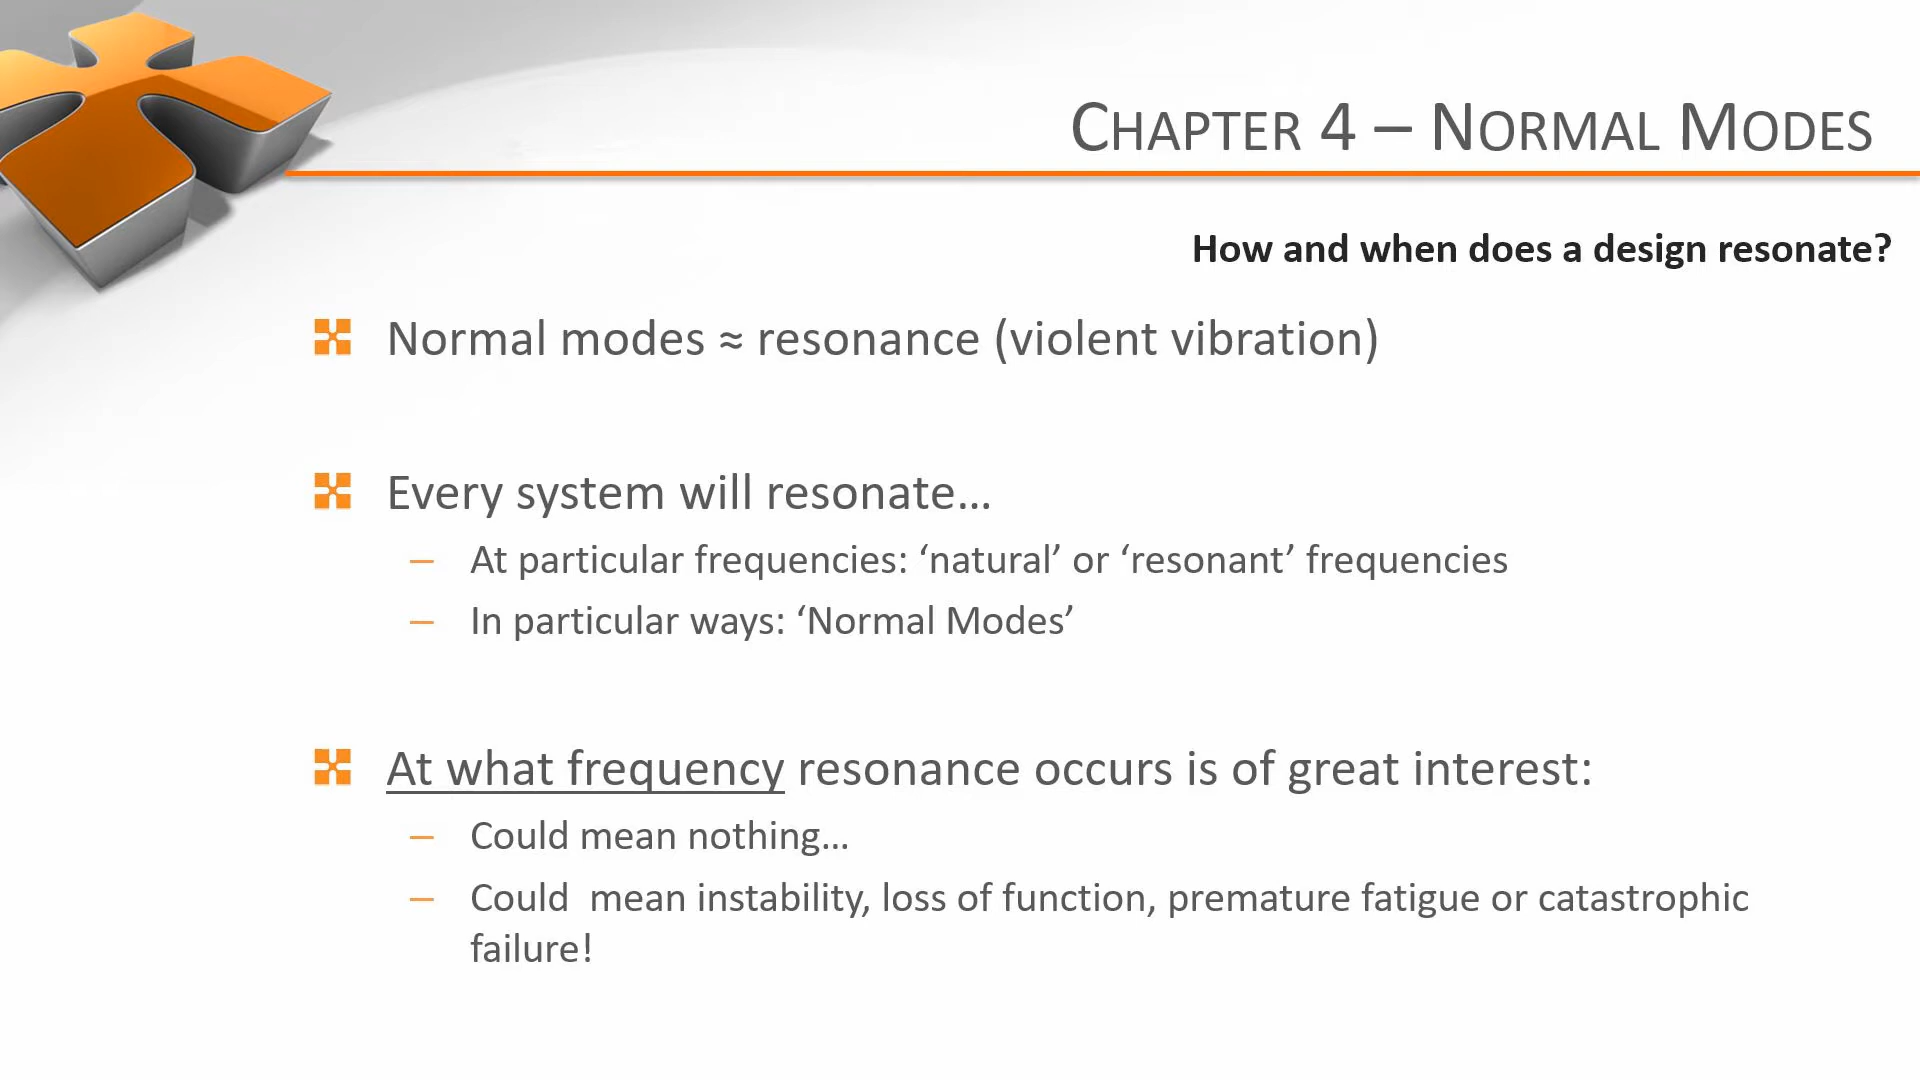 CHAPTER 4 – NORMAL MODES
How and when does a design resonate?
Normal modes ≈ resonance (violent vibration)
Every system will resonate…
– At particular frequencies: ‘natural’ or ‘resonant’ frequencies
– In particular ways: ‘Normal Modes’
At what frequency resonance occurs is of great interest:
– Could mean nothing…
– Could  mean instability, loss of function, premature fatigue or catastrophic
failure!